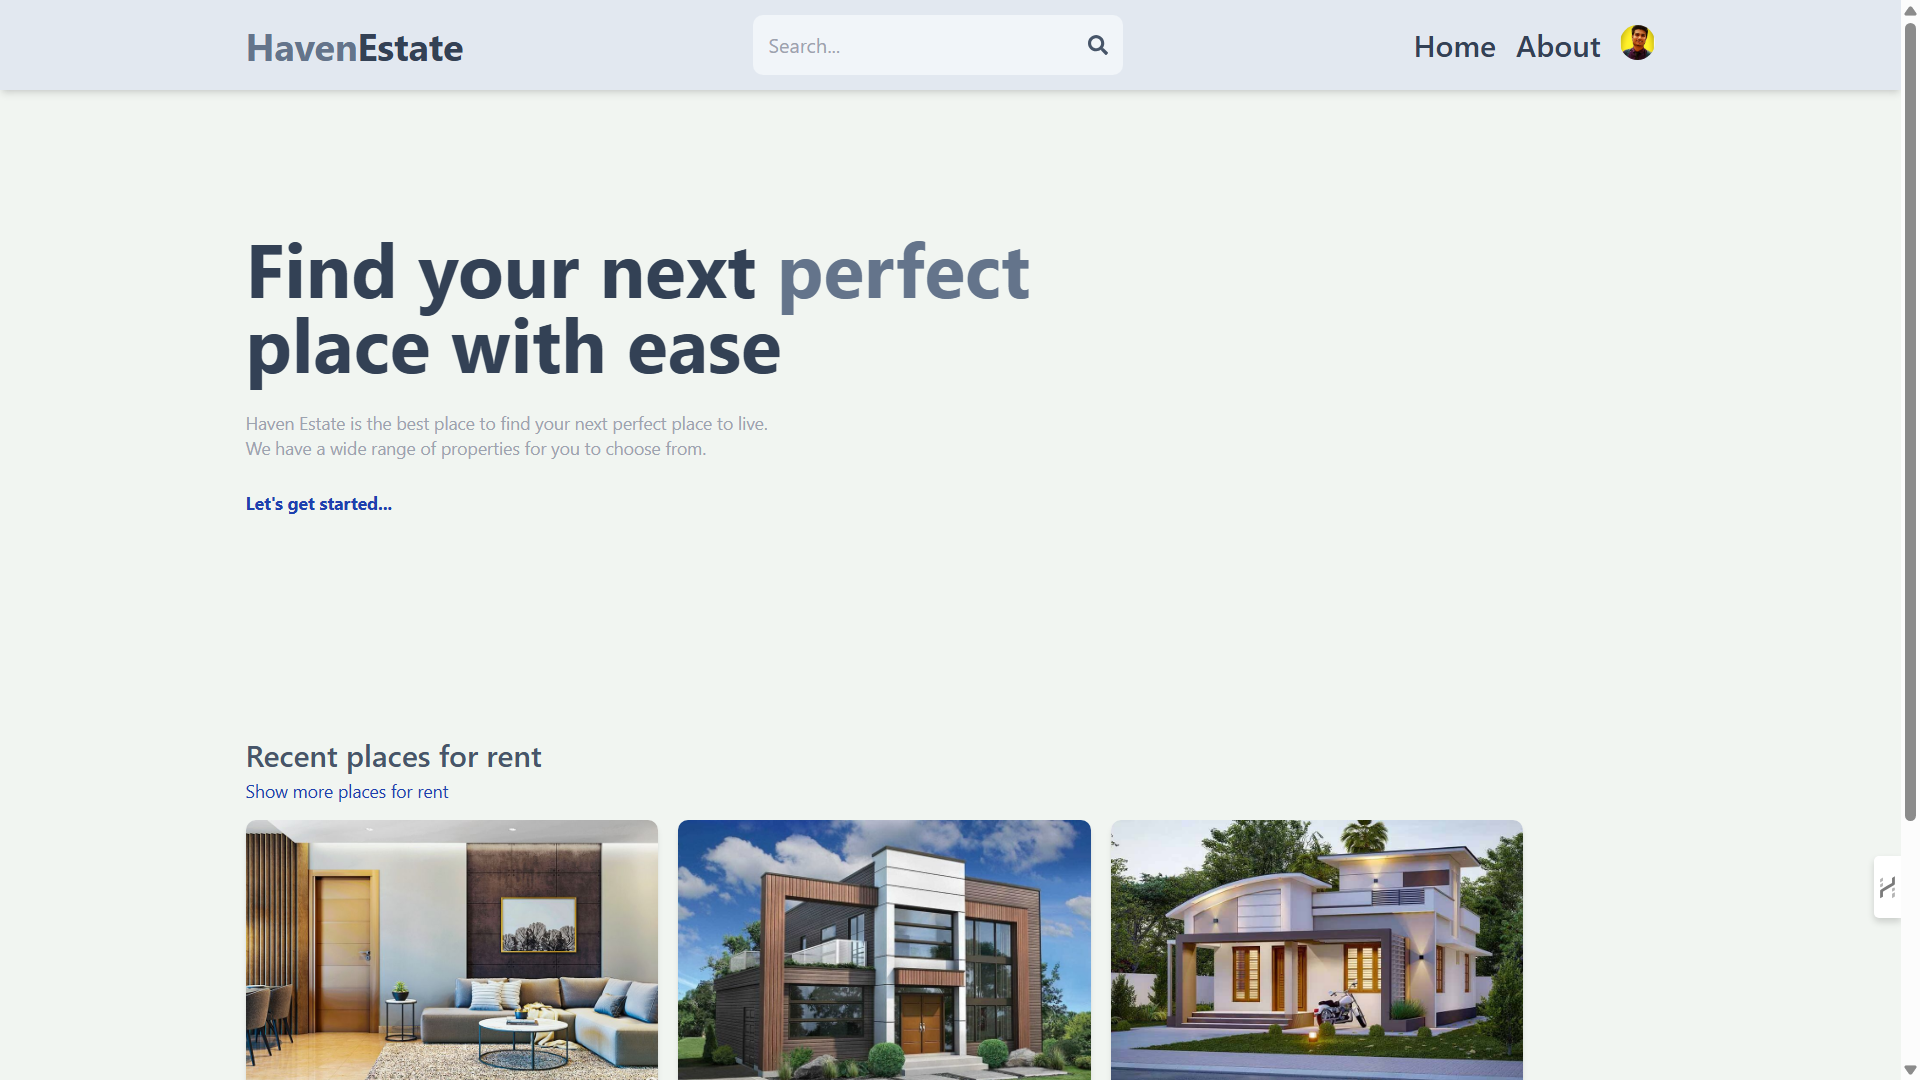 HavenEstate
Search...
Home
About
Find your next perfect
place with ease
Haven Estate is the best place to find your next perfect place to live.
We have a wide range of properties for you to choose from.
Let's get started...
Recent places for rent
Show more places for rent